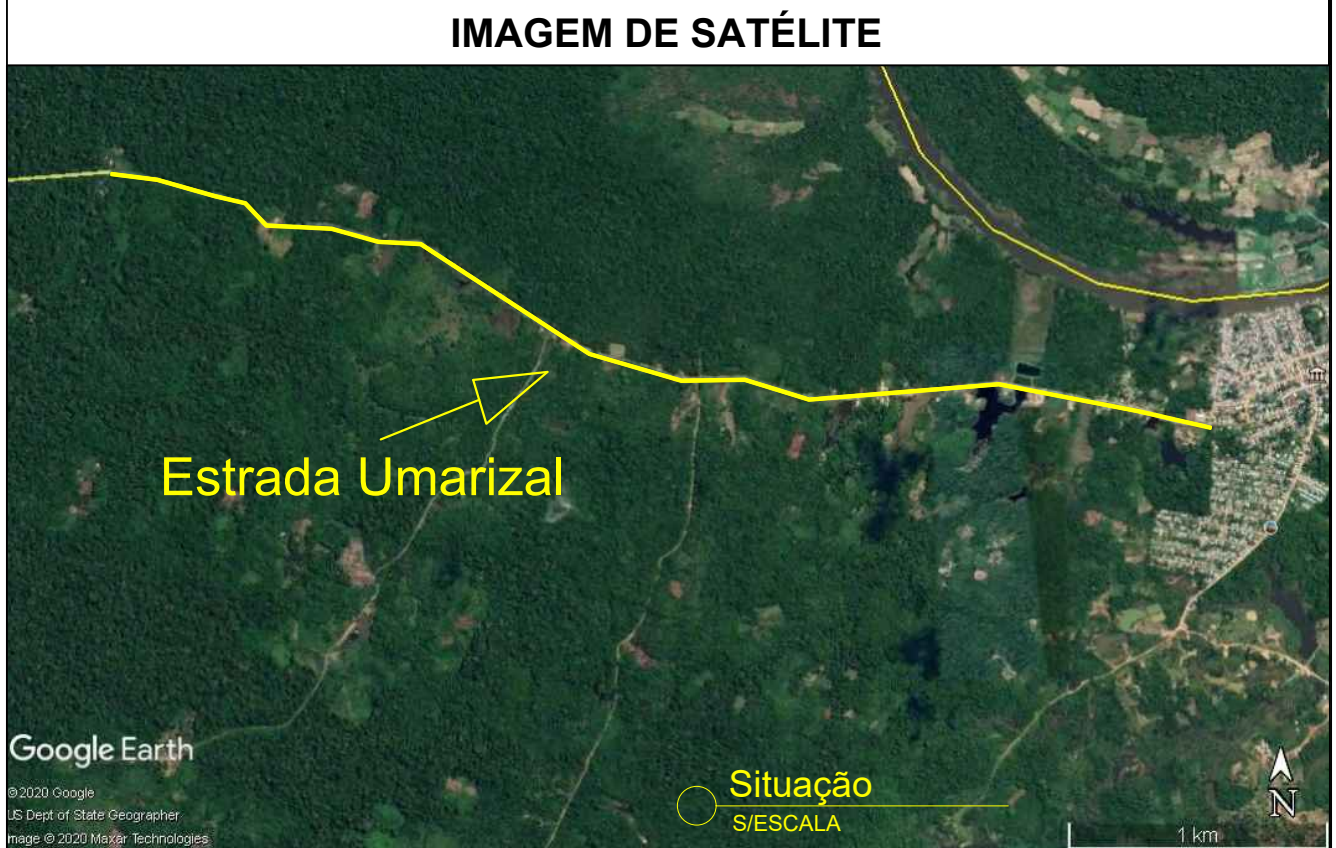 IMAGEM DE SATÉLITE
Estrada Umarizal
Google Earth
©2020 Google
US Dept of State Geographer
mage © 2020 Maxar Technologies
Situação
S/ESCALA
N
1 km